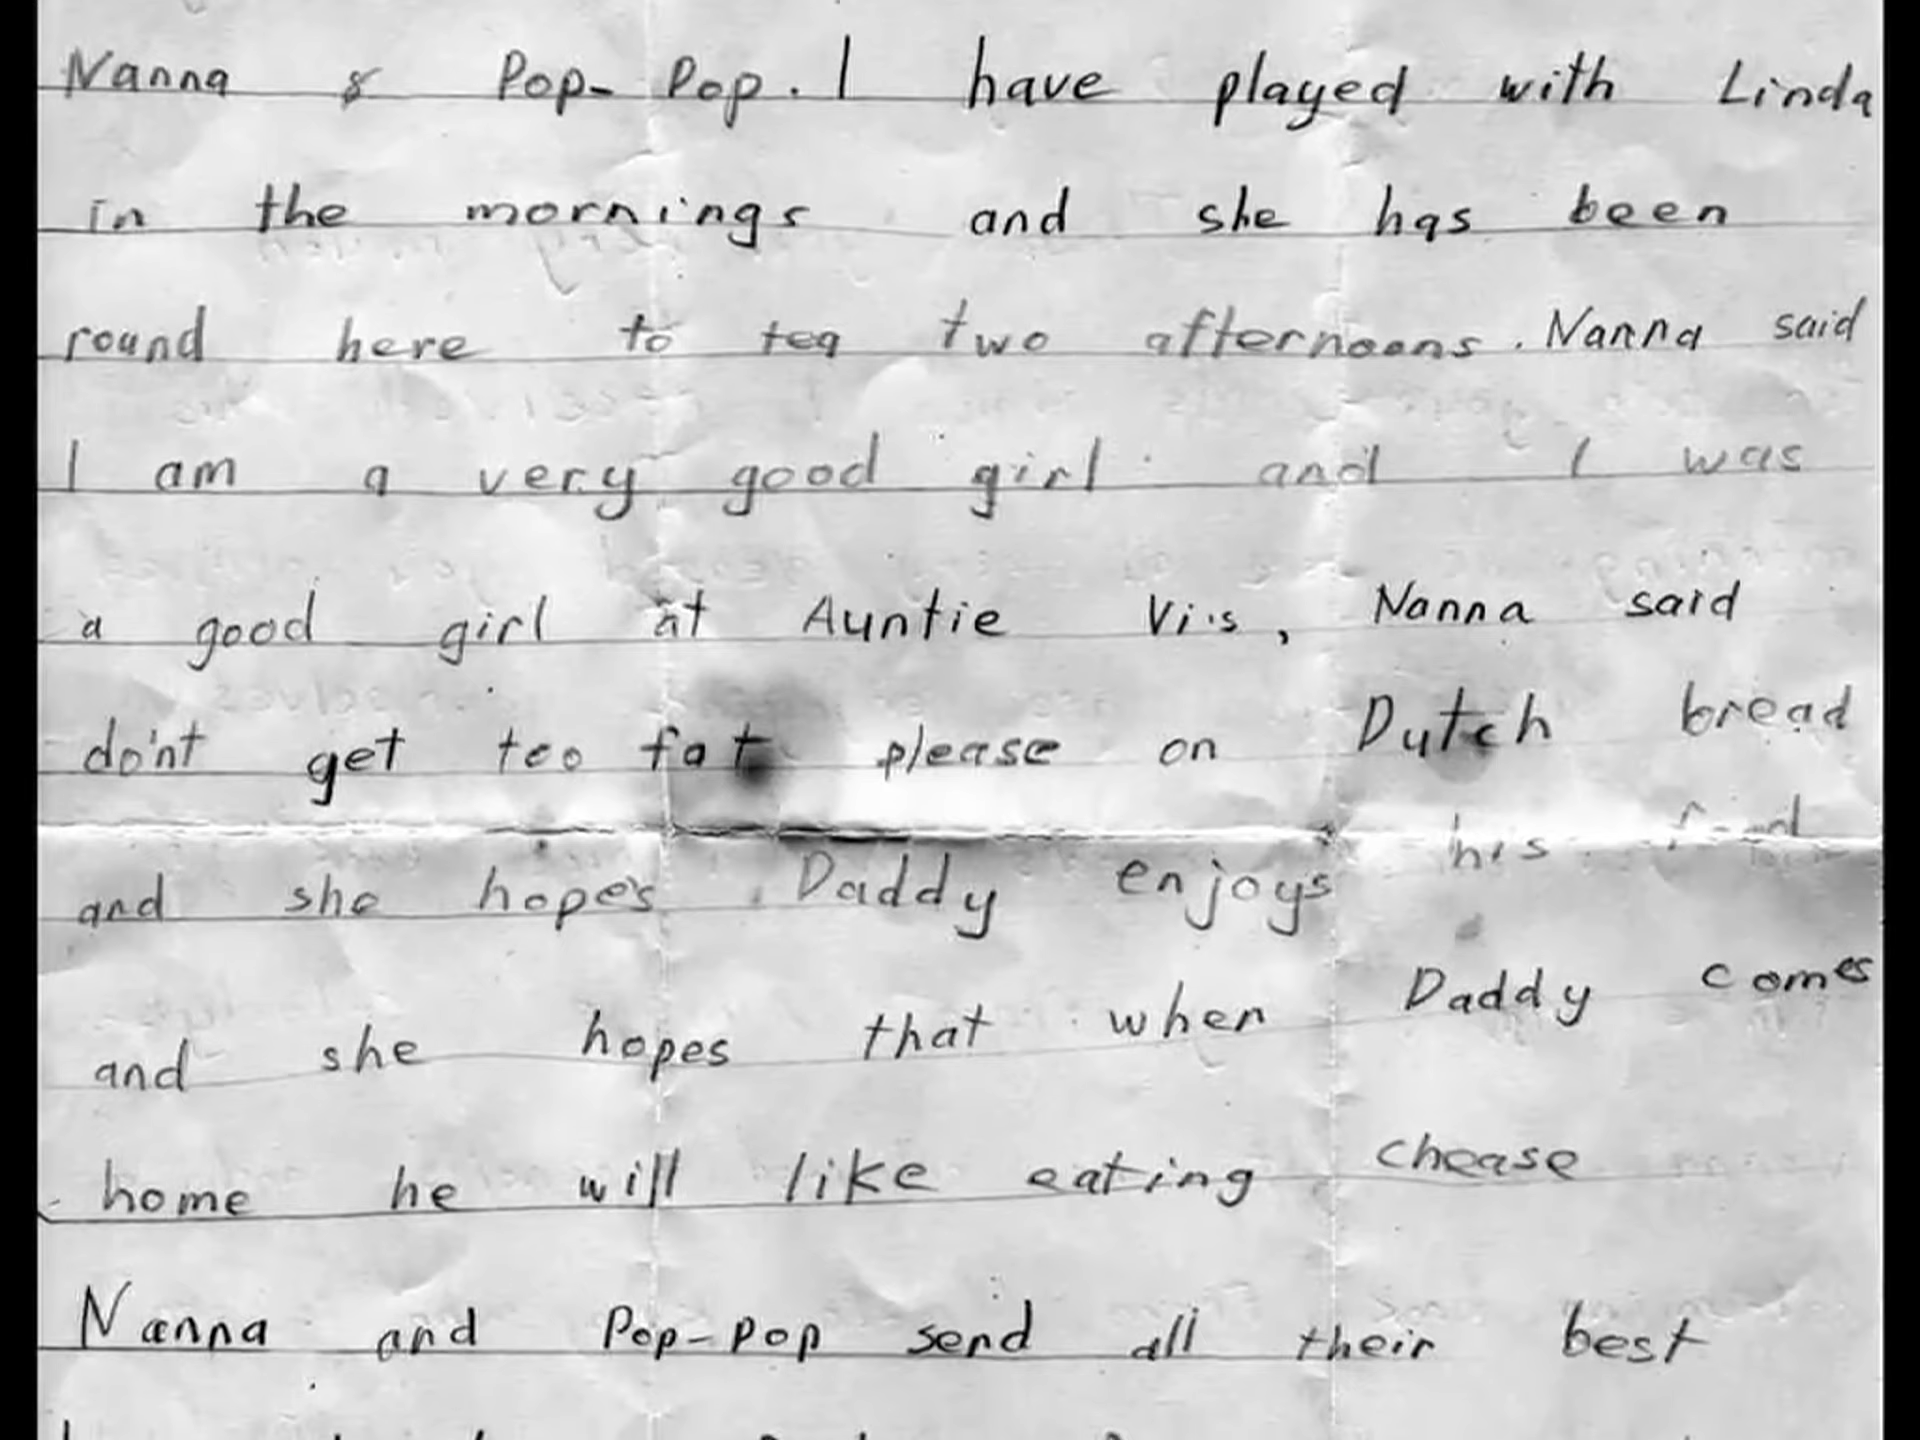 Nanna & Pop-Pop. I have played with Linda
in the mornings and she has been
round here to tea two afternoons. Nanna said
I am a very good girl and I was
a good girl at Auntie Vi's, Nanna said
do'nt get too fat please on Dutch bread
and she hopes Daddy enjoys his food
and she hopes that when Daddy comes
home he will like eating chease
Nanna and Pop-pop send all their best